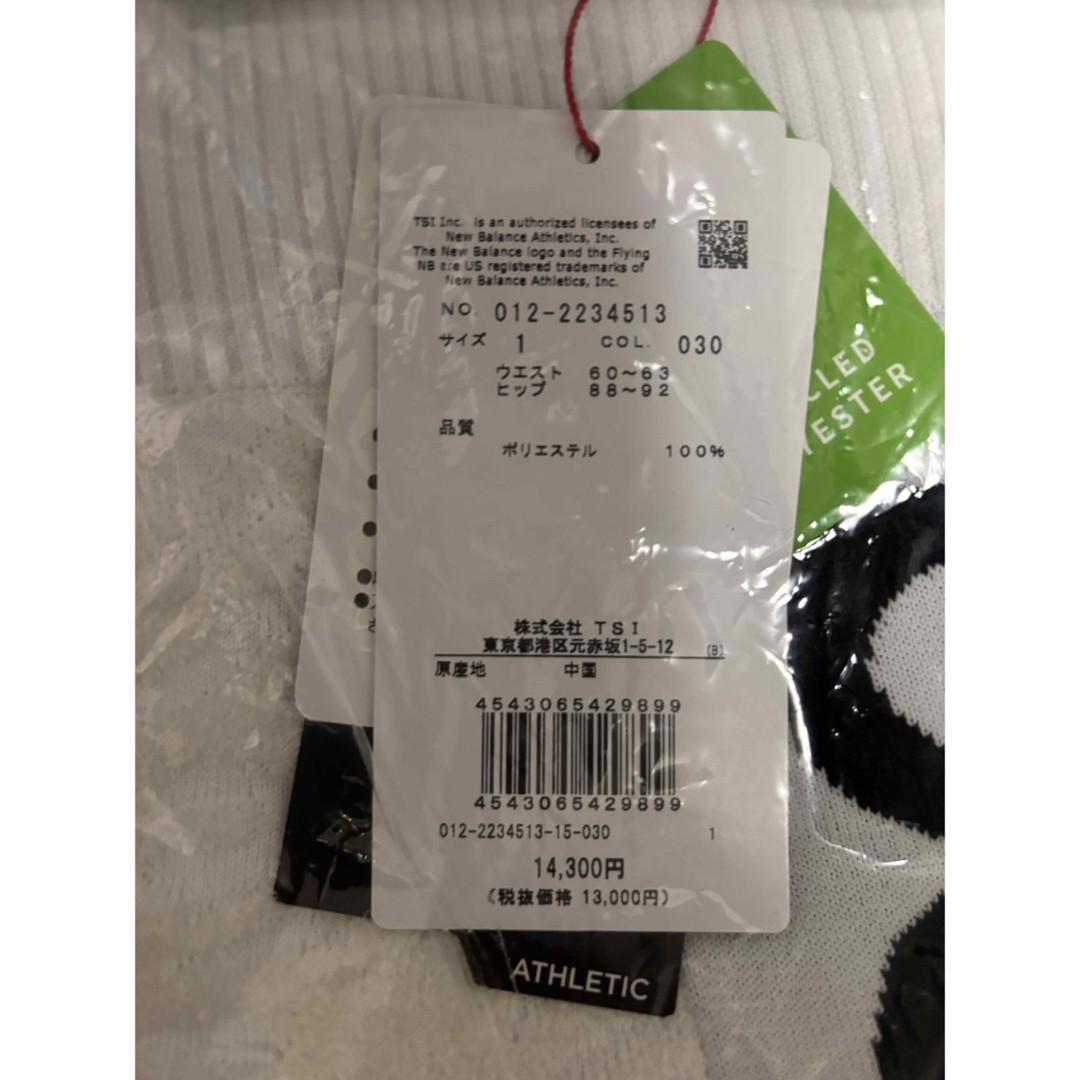 TSI Inc. is an authorized licensees of
New Balance Athletics, Inc.
The New Balance logo and the Flying
NB are US registered trademarks of
New Balance Athletics, Inc.
NO. 012-2234513
サイズ 1 COL. 030
ウエスト 60～63
ヒップ 88～92
品質
ポリエステル 100%
株式会社 TSI
東京都港区元赤坂1-5-12 (B)
原産地 中国
4543065429899
4543065429899
012-2234513-15-030 1
14,300円
(税抜価格 13,000円)
CLED
ESTER
ATHLETIC